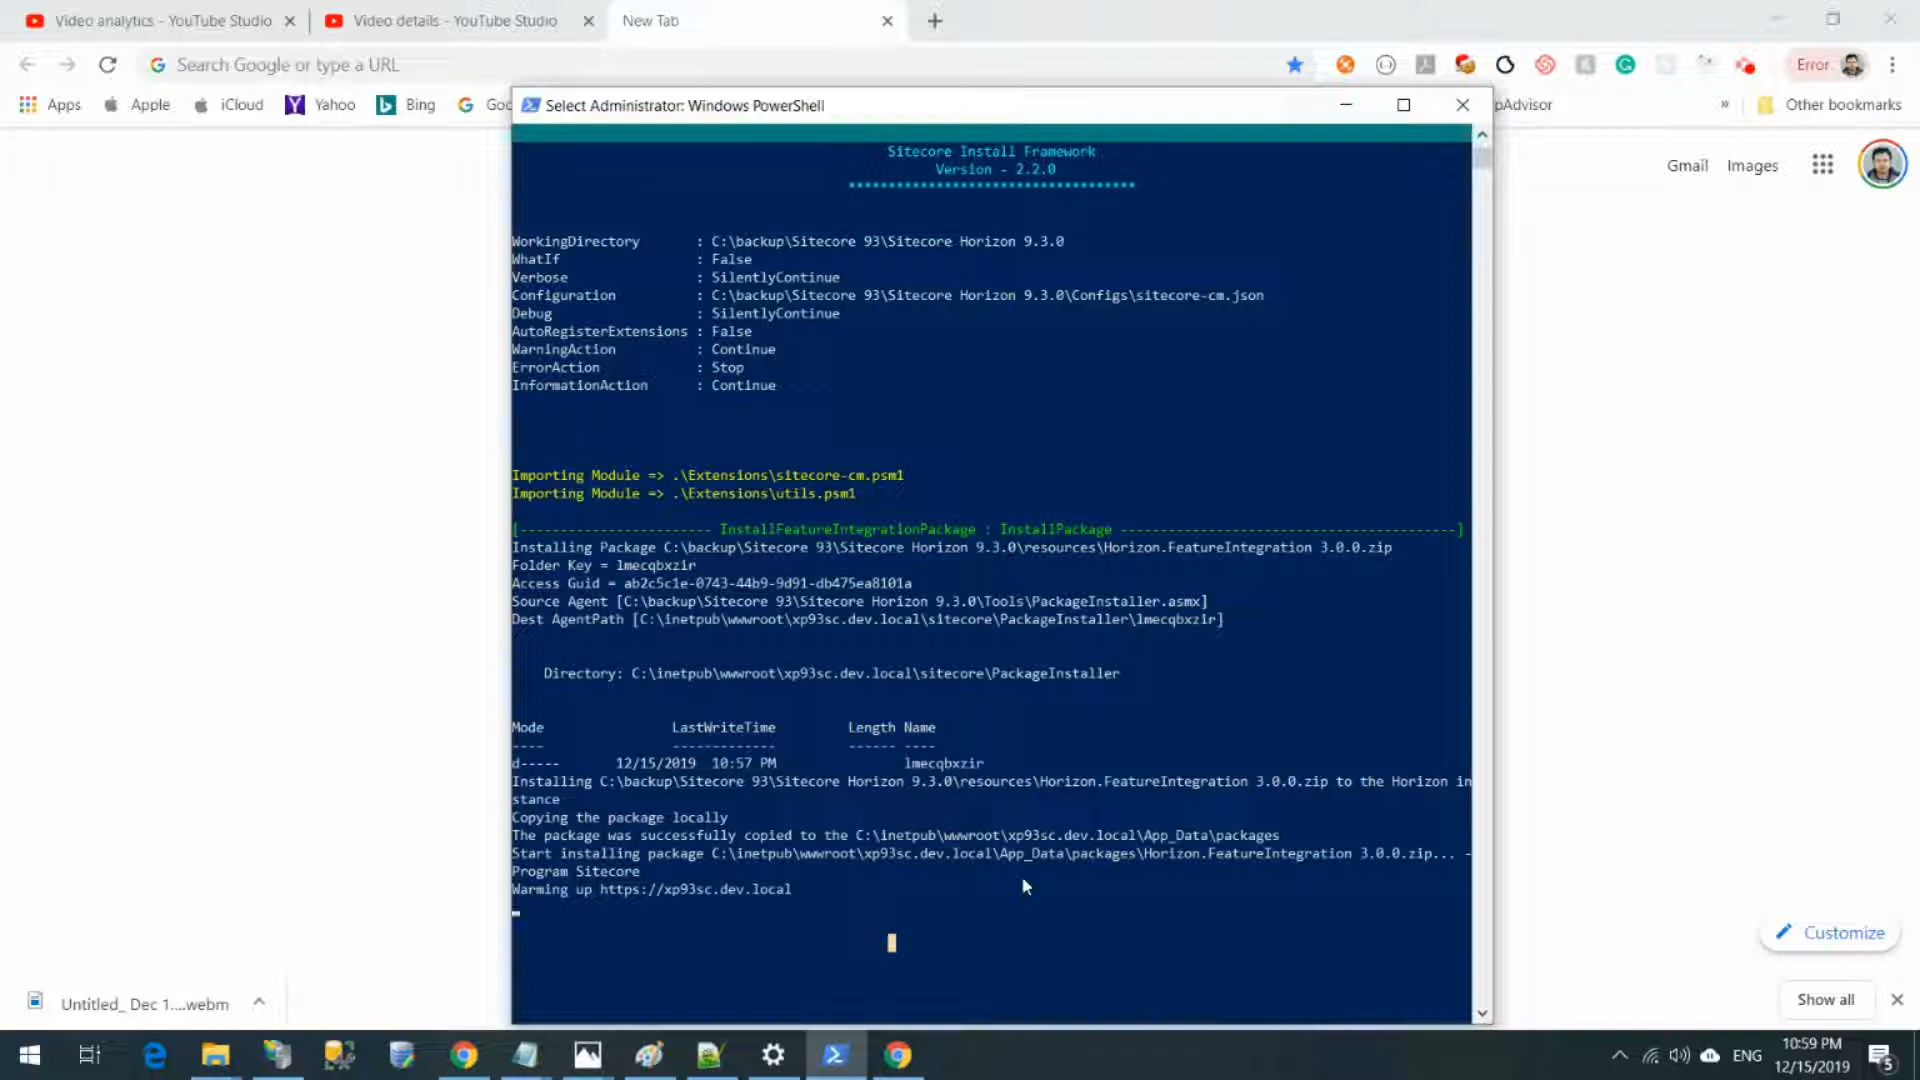 Video analytics - YouTube Studio
Video details - YouTube Studio
New Tab
Search Google or type a URL
Error
Apps
Apple
iCloud
Yahoo
Bing
Goo
pAdvisor
»
Other bookmarks
Select Administrator: Windows PowerShell
Gmail
Images
Sitecore Install Framework
Version - 2.2.0
************************************
WorkingDirectory : C:\backup\Sitecore 93\Sitecore Horizon 9.3.0
WhatIf : False
Verbose : SilentlyContinue
Configuration : C:\backup\Sitecore 93\Sitecore Horizon 9.3.0\Configs\sitecore-cm.json
Debug : SilentlyContinue
AutoRegisterExtensions : False
WarningAction : Continue
ErrorAction : Stop
InformationAction : Continue
Importing Module => .\Extensions\sitecore-cm.psm1
Importing Module => .\Extensions\utils.psm1
[------------------------ InstallFeatureIntegrationPackage : InstallPackage ------------------------------------------]
Installing Package C:\backup\Sitecore 93\Sitecore Horizon 9.3.0\resources\Horizon.FeatureIntegration 3.0.0.zip
Folder Key = lmecqbxzir
Access Guid = ab2c5c1e-0743-44b9-9d91-db475ea8101a
Source Agent [C:\backup\Sitecore 93\Sitecore Horizon 9.3.0\Tools\PackageInstaller.asmx]
Dest AgentPath [C:\inetpub\wwwroot\xp93sc.dev.local\sitecore\PackageInstaller\lmecqbxzir]
Directory: C:\inetpub\wwwroot\xp93sc.dev.local\sitecore\PackageInstaller
Mode LastWriteTime Length Name
---- ------------- ------ ----
d----- 12/15/2019 10:57 PM lmecqbxzir
Installing C:\backup\Sitecore 93\Sitecore Horizon 9.3.0\resources\Horizon.FeatureIntegration 3.0.0.zip to the Horizon in
stance
Copying the package locally
The package was successfully copied to the C:\inetpub\wwwroot\xp93sc.dev.local\App_Data\packages
Start installing package C:\inetpub\wwwroot\xp93sc.dev.local\App_Data\packages\Horizon.FeatureIntegration 3.0.0.zip... -
Program Sitecore
Warming up https://xp93sc.dev.local
Customize
Untitled_ Dec 1....webm
Show all
ENG
10:59 PM
12/15/2019
5